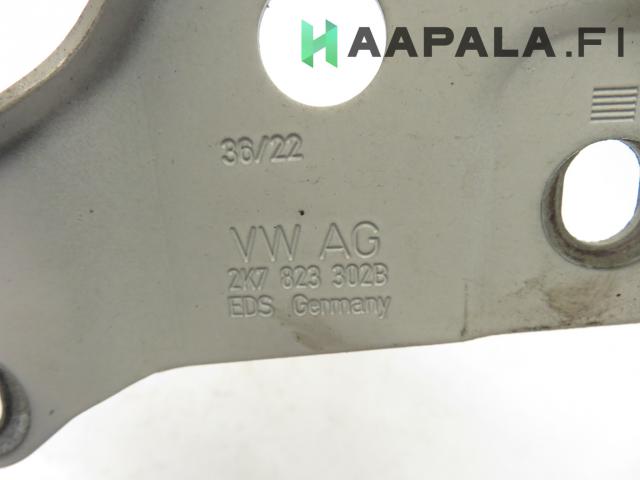 HAAPALA.FI
36/22
VW AG
2K7 823 302B
EDS Germany